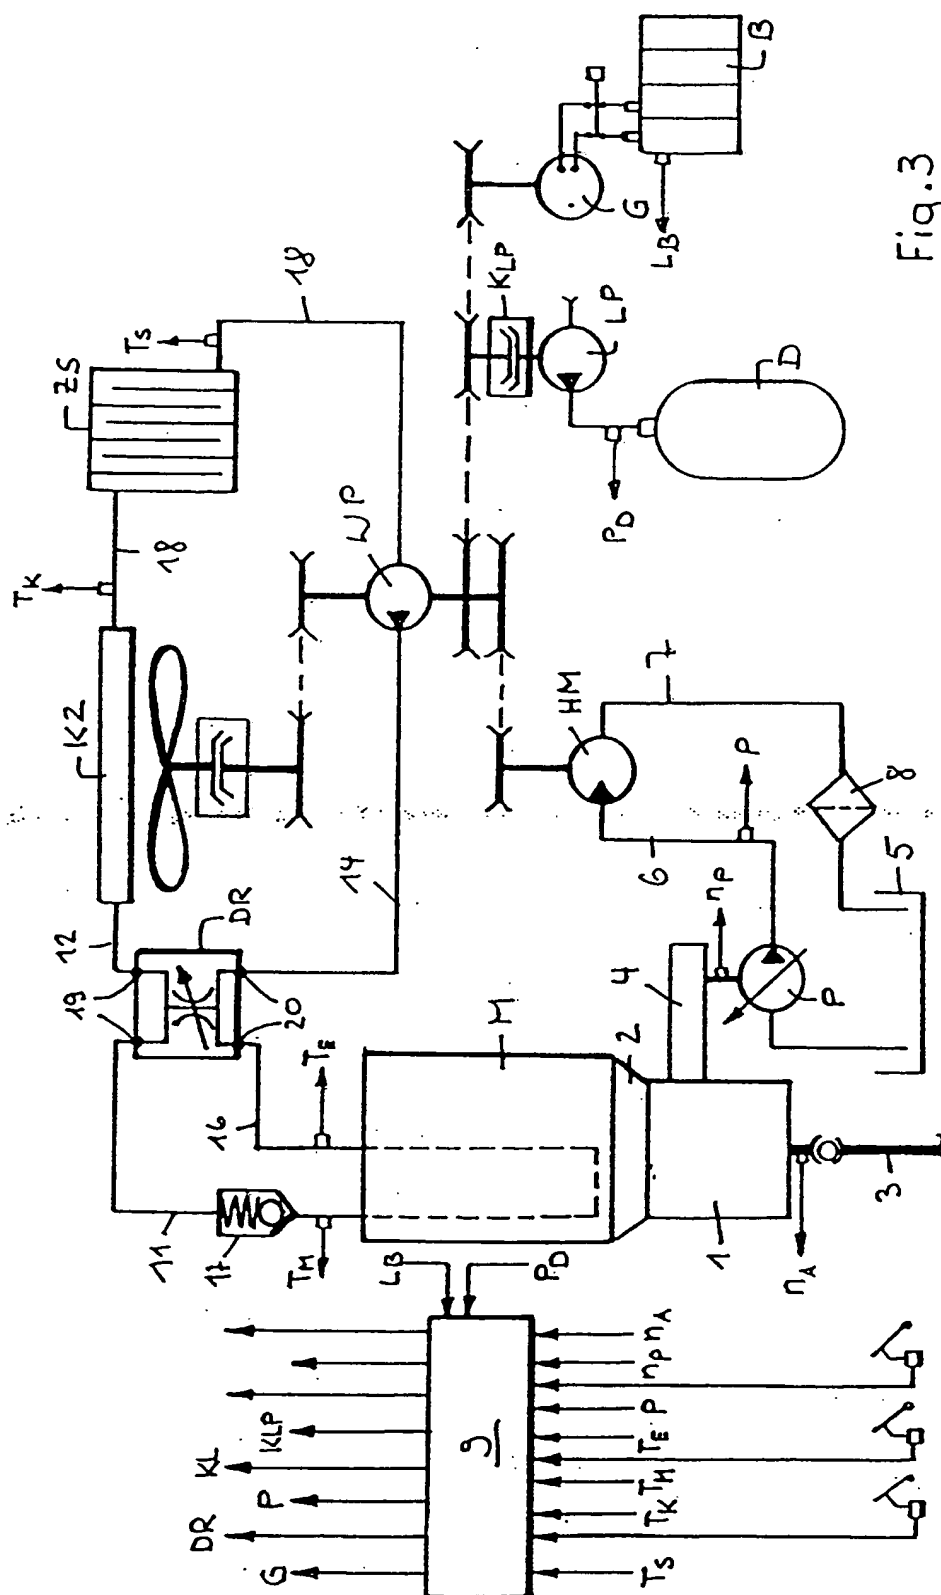 Fig.3
B
LB
G
KLP
LP
D
PD
18
TS
ZS
18
TK
WP
K2
HM
7
P
6
8
5
14
DR
12
19
20
nP
4
P
M
2
TE
16
11
17
TM
1
3
nA
LB
PD
9
KLP
KL
P
DR
G
nA
nP
P
TE
TM
TK
TS